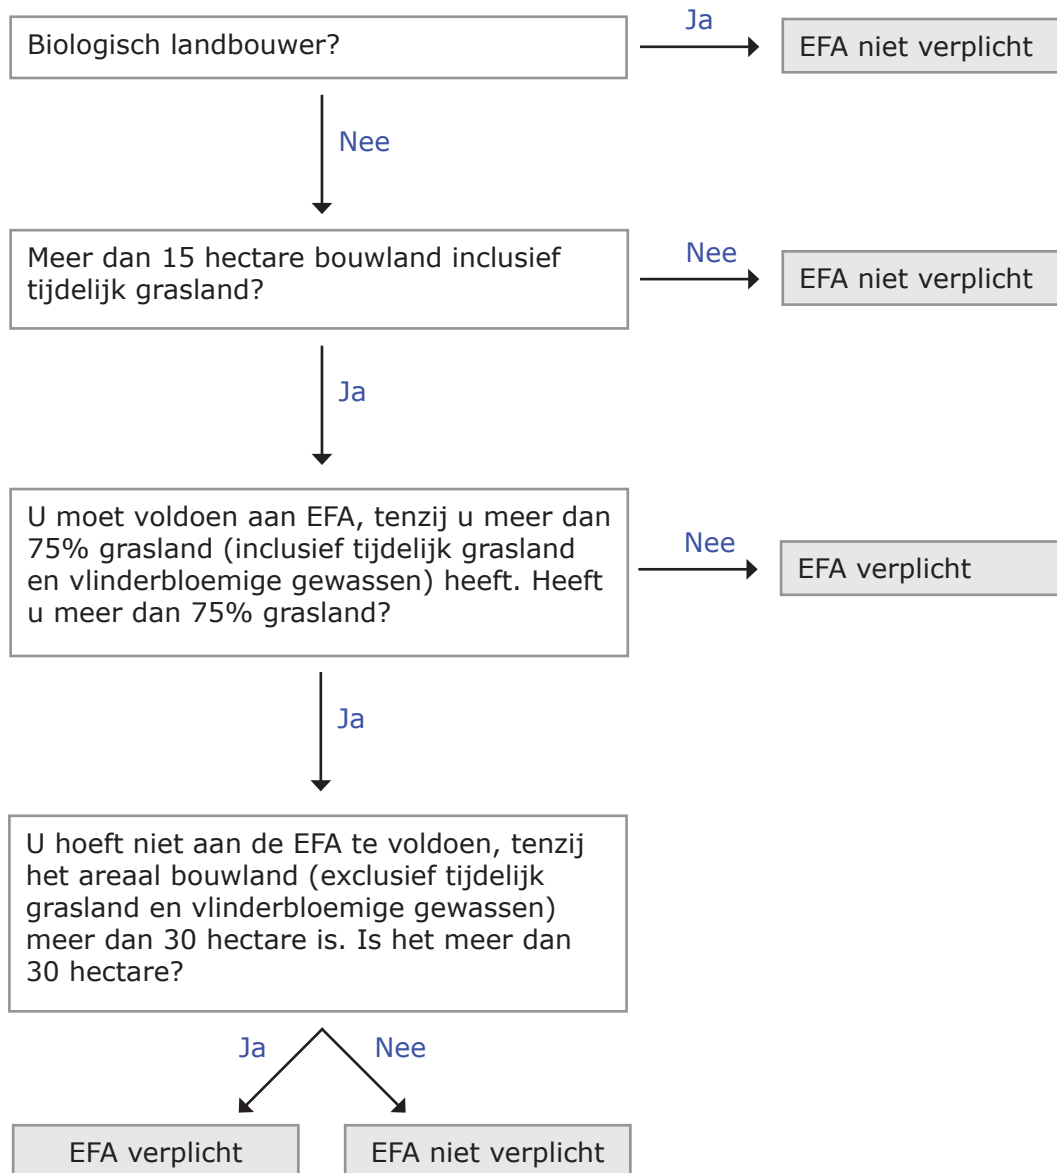 Biologisch landbouwer?
Ja
EFA niet verplicht
Nee
Meer dan 15 hectare bouwland inclusief
tijdelijk grasland?
Nee
EFA niet verplicht
Ja
U moet voldoen aan EFA, tenzij u meer dan
75% grasland (inclusief tijdelijk grasland
en vlinderbloemige gewassen) heeft. Heeft
u meer dan 75% grasland?
Nee
EFA verplicht
Ja
U hoeft niet aan de EFA te voldoen, tenzij
het areaal bouwland (exclusief tijdelijk
grasland en vlinderbloemige gewassen)
meer dan 30 hectare is. Is het meer dan
30 hectare?
Ja
Nee
EFA verplicht
EFA niet verplicht